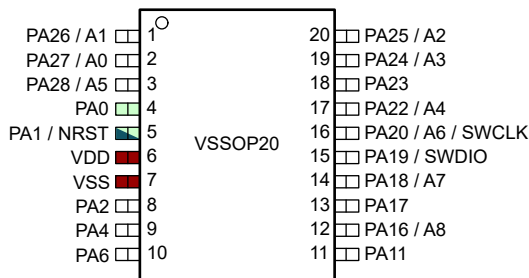 PA26 / A1 1 20 PA25 / A2
PA27 / A0 2 19 PA24 / A3
PA28 / A5 3 18 PA23
PA0 4 17 PA22 / A4
PA1 / NRST 5 16 PA20 / A6 / SWCLK
VSSOP20
VDD 6 15 PA19 / SWDIO
VSS 7 14 PA18 / A7
PA2 8 13 PA17
PA4 9 12 PA16 / A8
PA6 10 11 PA11